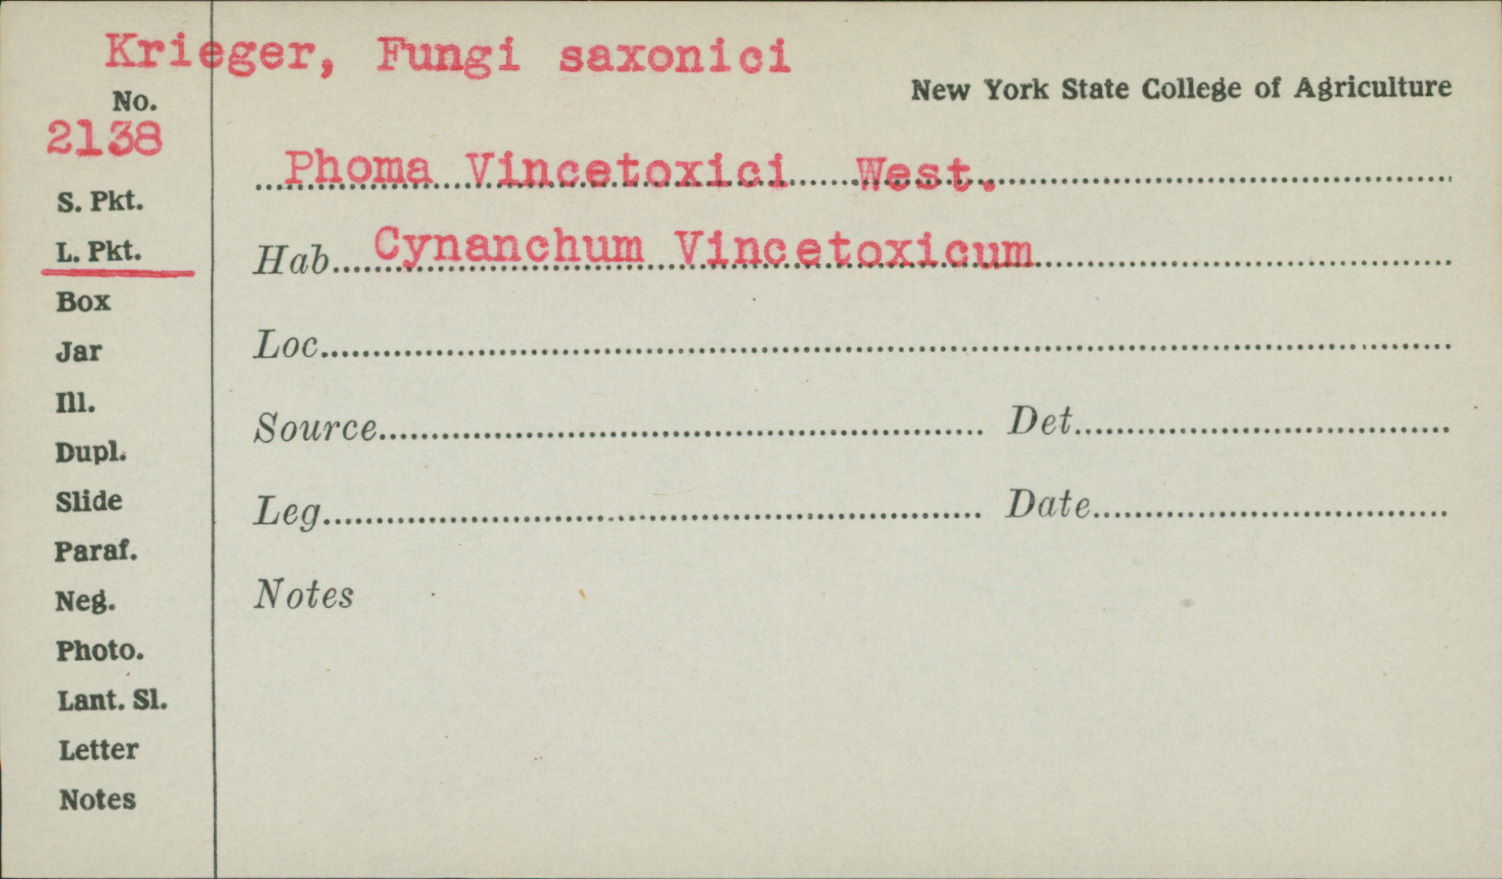 Krieger, Fungi saxonici
New York State College of Agriculture
No.
2138
Phoma Vincetoxici West.
S. Pkt.
L. Pkt.
Hab. Cynanchum Vincetoxicum
Box
Jar
Loc.
Ill.
Source Det.
Dupl.
Slide
Leg. Date
Paraf.
Neg.
Notes
Photo.
Lant. Sl.
Letter
Notes